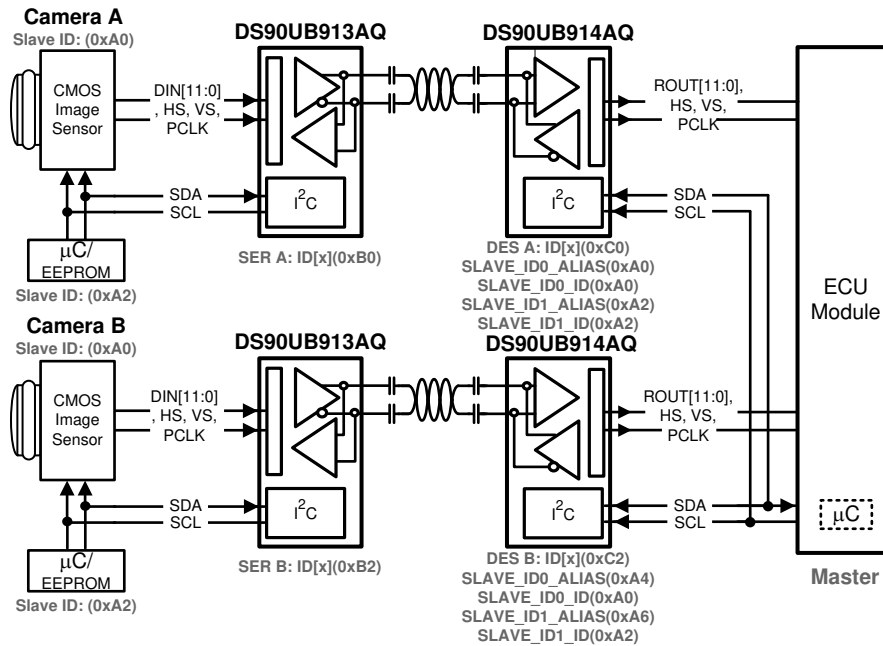 Camera A
Slave ID: (0xA0)
DS90UB913AQ
DS90UB914AQ
CMOS
Image
Sensor
DIN[11:0]
, HS, VS,
PCLK
ROUT[11:0],
HS, VS,
PCLK
SDA
SCL
I2C
I2C
SDA
SCL
µC/
EEPROM
Slave ID: (0xA2)
SER A: ID[x](0xB0)
DES A: ID[x](0xC0)
SLAVE_ID0_ALIAS(0xA0)
SLAVE_ID0_ID(0xA0)
SLAVE_ID1_ALIAS(0xA2)
SLAVE_ID1_ID(0xA2)
ECU
Module
Camera B
Slave ID: (0xA0)
DS90UB913AQ
DS90UB914AQ
CMOS
Image
Sensor
DIN[11:0]
, HS, VS,
PCLK
ROUT[11:0],
HS, VS,
PCLK
SDA
SCL
I2C
I2C
SDA
SCL
µC
µC/
EEPROM
Slave ID: (0xA2)
SER B: ID[x](0xB2)
DES B: ID[x](0xC2)
SLAVE_ID0_ALIAS(0xA4)
SLAVE_ID0_ID(0xA0)
SLAVE_ID1_ALIAS(0xA6)
SLAVE_ID1_ID(0xA2)
Master